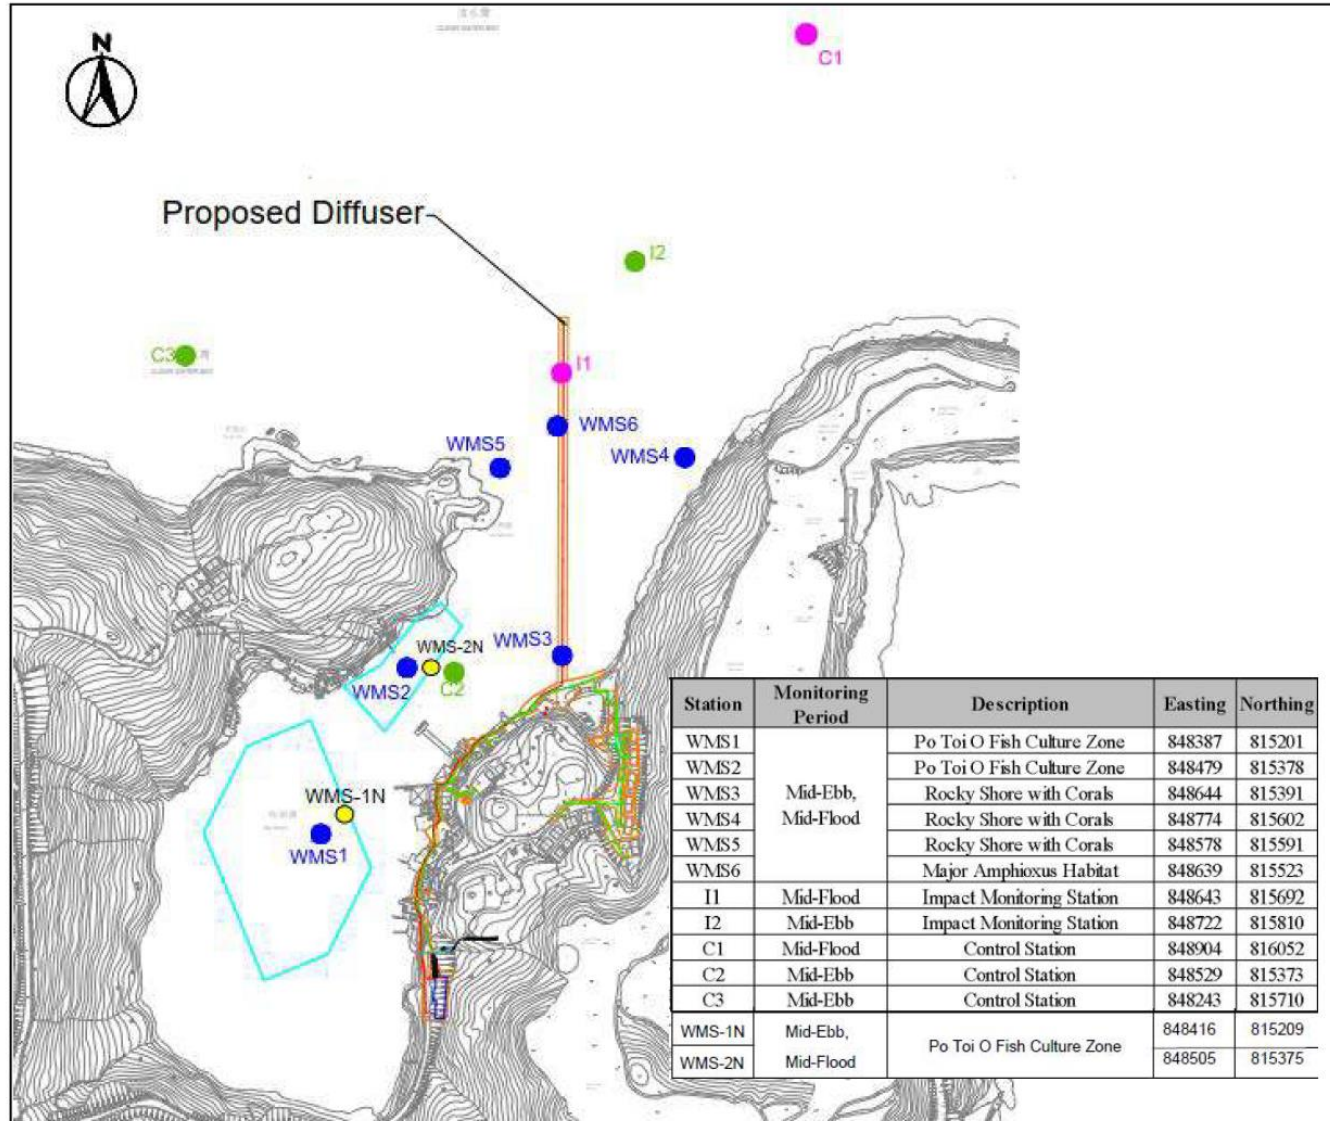 N
C1
Proposed Diffuser
I2
C3
I1
WMS6
WMS5
WMS4
WMS3
WMS-2N
WMS2
C2
WMS-1N
WMS1
Station Monitoring Period Description Easting Northing
WMS1 Po Toi O Fish Culture Zone 848387 815201
WMS2 Po Toi O Fish Culture Zone 848479 815378
WMS3 Mid-Ebb, Rocky Shore with Corals 848644 815391
WMS4 Mid-Flood Rocky Shore with Corals 848774 815602
WMS5 Rocky Shore with Corals 848578 815591
WMS6 Major Amphioxus Habitat 848639 815523
I1 Mid-Flood Impact Monitoring Station 848643 815692
I2 Mid-Ebb Impact Monitoring Station 848722 815810
C1 Mid-Flood Control Station 848904 816052
C2 Mid-Ebb Control Station 848529 815373
C3 Mid-Ebb Control Station 848243 815710
WMS-1N Mid-Ebb, Po Toi O Fish Culture Zone 848416 815209
WMS-2N Mid-Flood 848505 815375